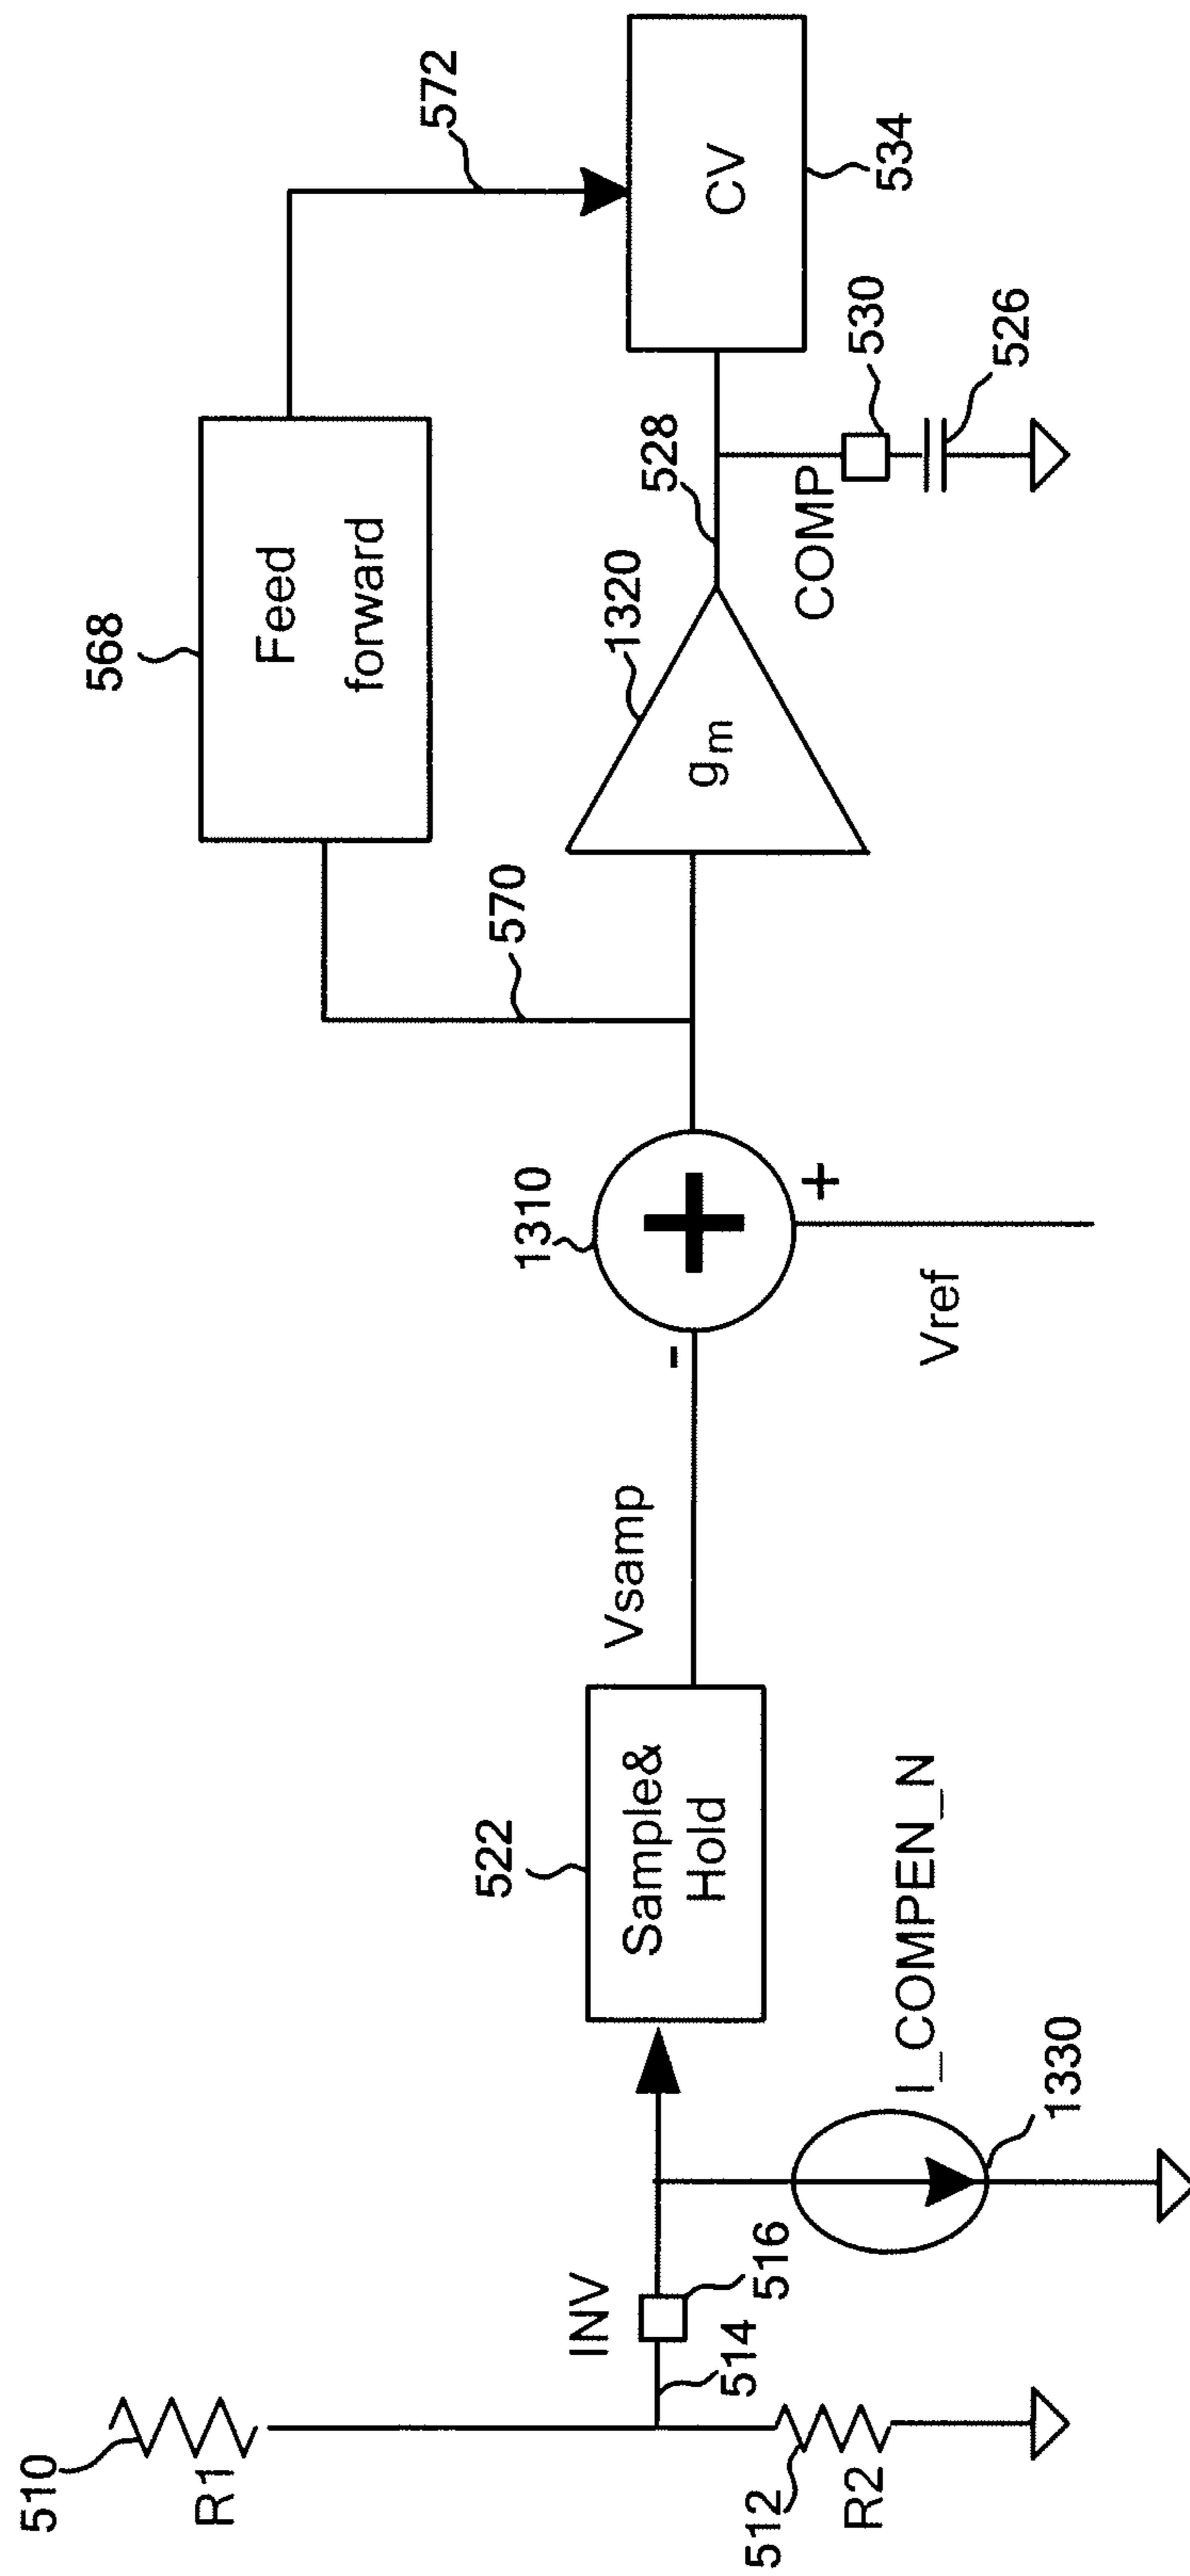 510
R1
512
R2
514
INV
516
I_COMPEN_N
1330
522
Sample&
Hold
Vsamp
-
1310
+
+
Vref
570
568
Feed
forward
572
1320
gm
528
COMP
530
526
CV
534